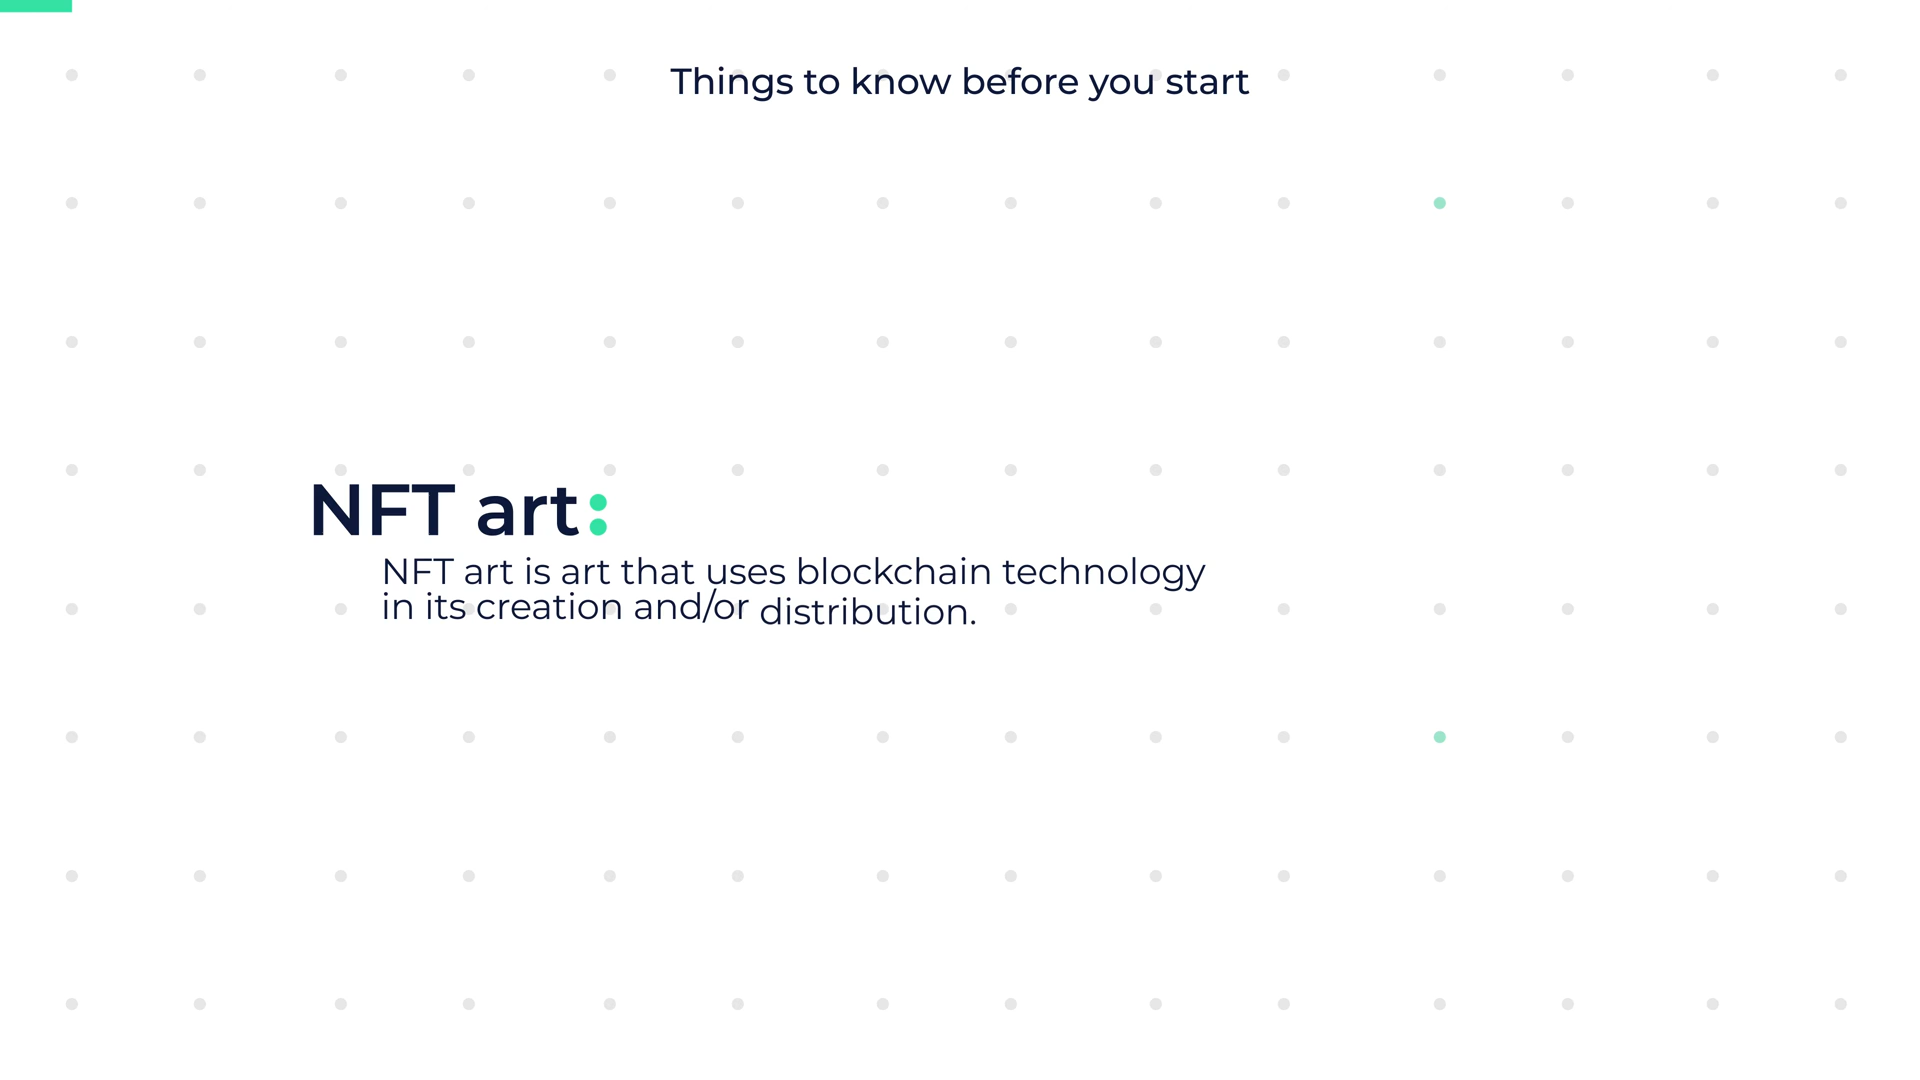 Things to know before you start
NFT art:
NFT art is art that uses blockchain technology
in its creation and/or distribution.